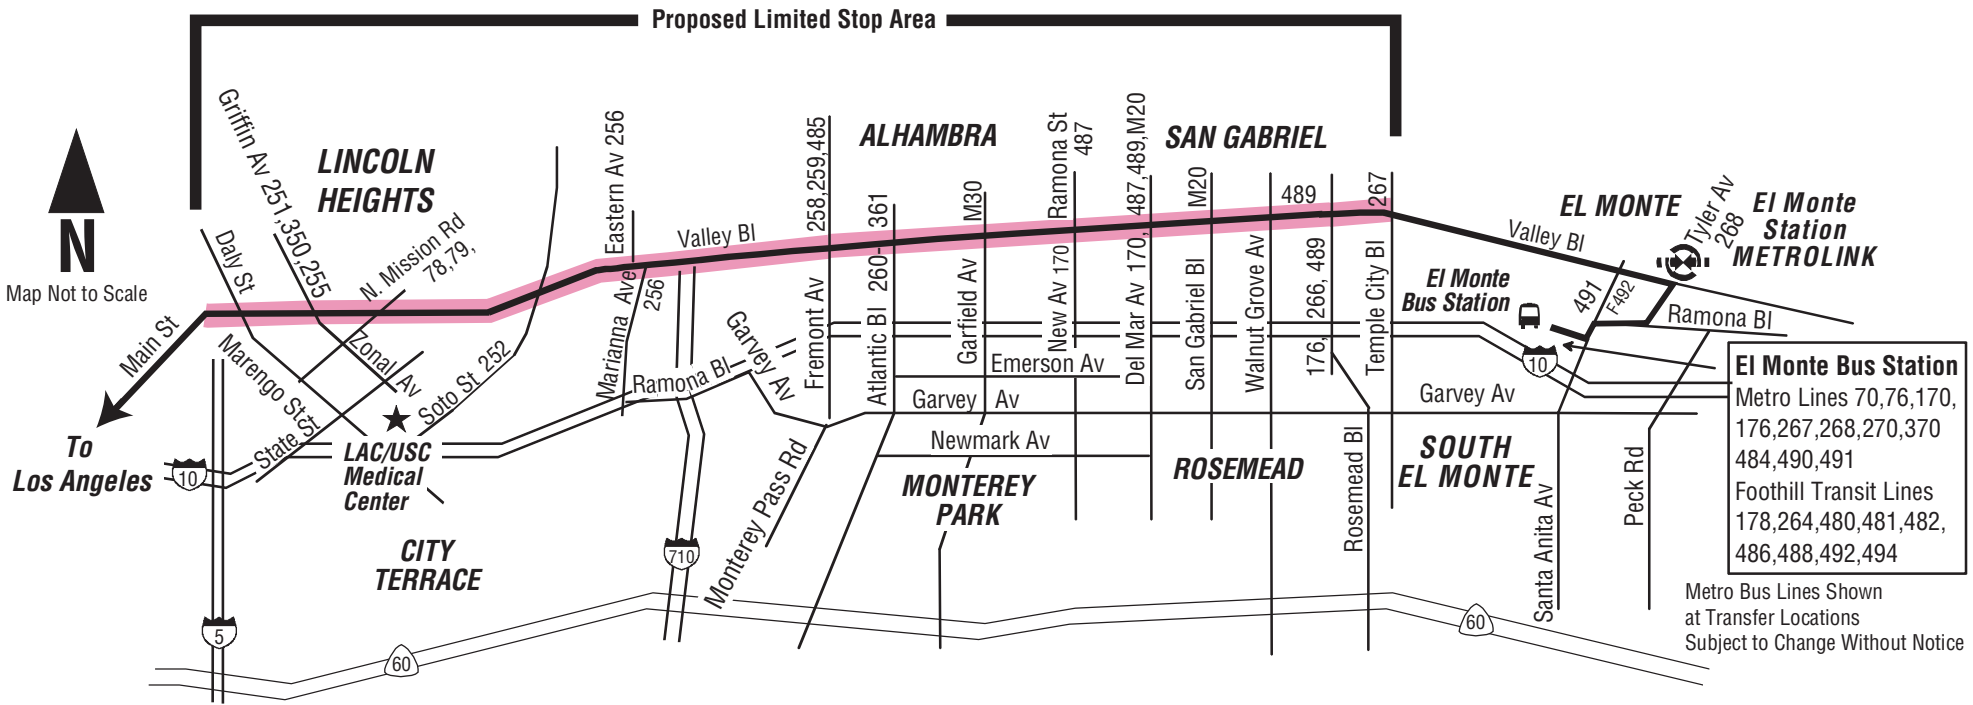 Proposed Limited Stop Area
N
Map Not to Scale
Main St
To
Los Angeles
Daly St
Griffin Av 251,350,255
LINCOLN
HEIGHTS
N Mission Rd
78,79,
Marengo St
State St
Zonal Av
Soto St 252
LAC/USC
Medical
Center
CITY
TERRACE
10
5
60
710
Eastern Av 256
Marianna Ave
256
Valley Bl
Ramona Bl
Garvey Av
Monterey Pass Rd
Fremont Av
258,259,485
Atlantic Bl 260-361
ALHAMBRA
Garfield Av
M30
New Av 170
Ramona St
487
Del Mar Av 170, 487,489,M20
SAN GABRIEL
San Gabriel Bl
M20
Walnut Grove Av
489
176, 266, 489
Rosemead Bl
Temple City Bl
267
Emerson Av
Garvey Av
Newmark Av
MONTEREY
PARK
ROSEMEAD
Garvey Av
SOUTH
EL MONTE
EL MONTE
Valley Bl
Tyler Av
268
El Monte
Station
METROLINK
El Monte
Bus Station
491
F492
Ramona Bl
10
Santa Anita Av
Peck Rd
60
El Monte Bus Station
Metro Lines 70,76,170,
176,267,268,270,370
484,490,491
Foothill Transit Lines
178,264,480,481,482,
486,488,492,494
Metro Bus Lines Shown
at Transfer Locations
Subject to Change Without Notice